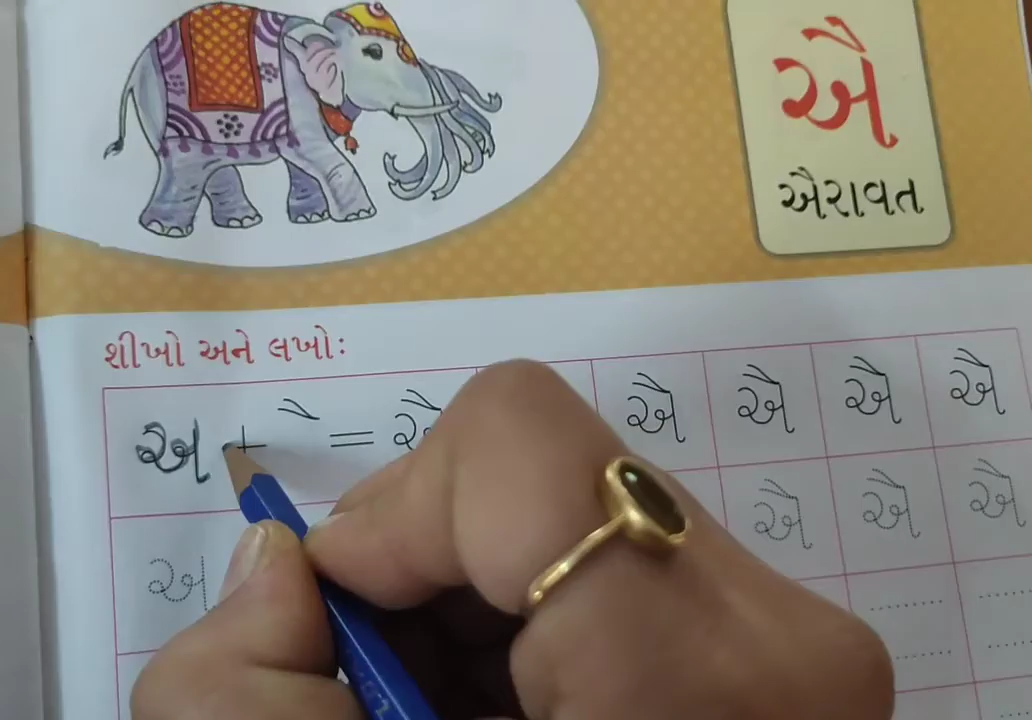 ઐ
ઐરાવત
શીખો અને લખોઃ
અ + ૈ = ઐ ઐ ઐ ઐ ઐ
અ ઐ ઐ ઐ